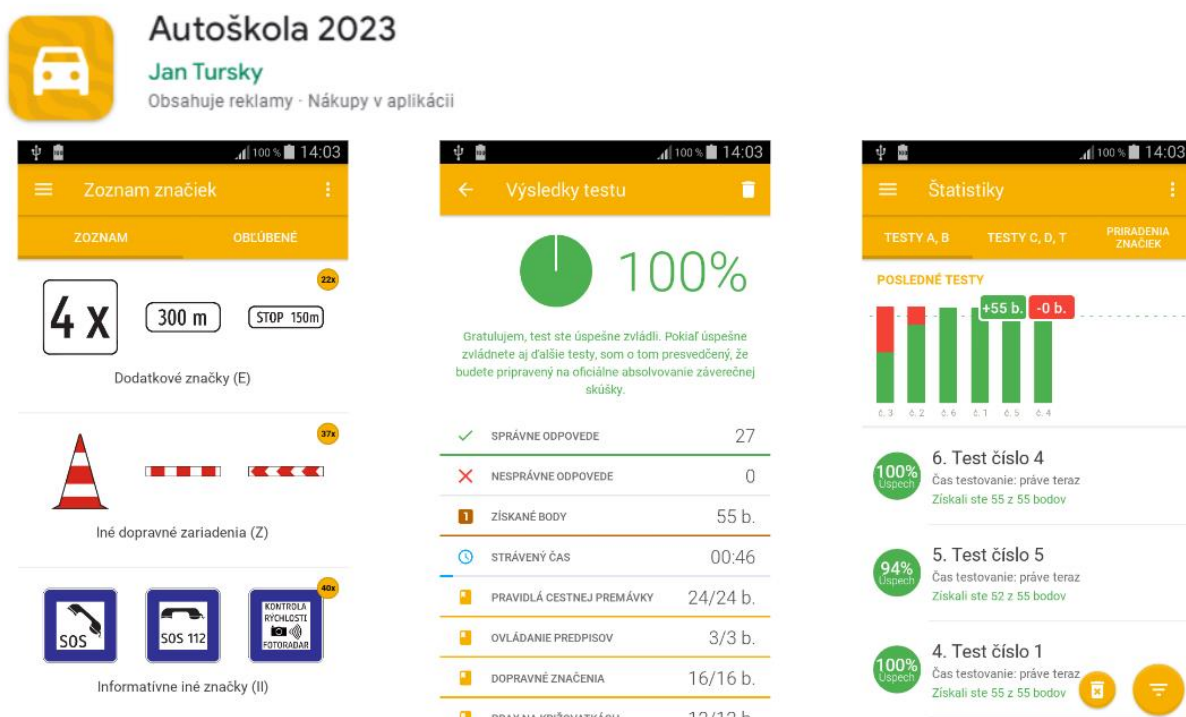 Autoškola 2023
Jan Tursky
Obsahuje reklamy · Nákupy v aplikácii
100 % 14:03
Zoznam značiek
ZOZNAM OBĽÚBENÉ
22x
4 x
300 m
STOP 150m
Dodatkové značky (E)
37x
Iné dopravné zariadenia (Z)
40x
SOS
SOS 112
KONTROLA
RÝCHLOSTI
FOTORADAR
Informatívne iné značky (II)
100 % 14:03
Výsledky testu
100%
Gratulujem, test ste úspešne zvládli. Pokiaľ úspešne
zvládnete aj ďalšie testy, som o tom presvedčený, že
budete pripravený na oficiálne absolvovanie záverečnej
skúšky.
SPRÁVNE ODPOVEDE 27
NESPRÁVNE ODPOVEDE 0
1 ZÍSKANÉ BODY 55 b.
STRÁVENÝ ČAS 00:46
PRAVIDLÁ CESTNEJ PREMÁVKY 24/24 b.
OVLÁDANIE PREDPISOV 3/3 b.
DOPRAVNÉ ZNAČENIA 16/16 b.
100 % 14:03
Štatistiky
TESTY A, B TESTY C, D, T PRIRADENIA
ZNAČIEK
POSLEDNÉ TESTY
+55 b. -0 b.
č. 3 č. 2 č. 6 č. 1 č. 5 č. 4
100%
Úspech
6. Test číslo 4
Čas testovanie: práve teraz
Získali ste 55 z 55 bodov
94%
Úspech
5. Test číslo 5
Čas testovanie: práve teraz
Získali ste 52 z 55 bodov
100%
Úspech
4. Test číslo 1
Čas testovanie: práve teraz
Získali ste 55 z 55 bodov